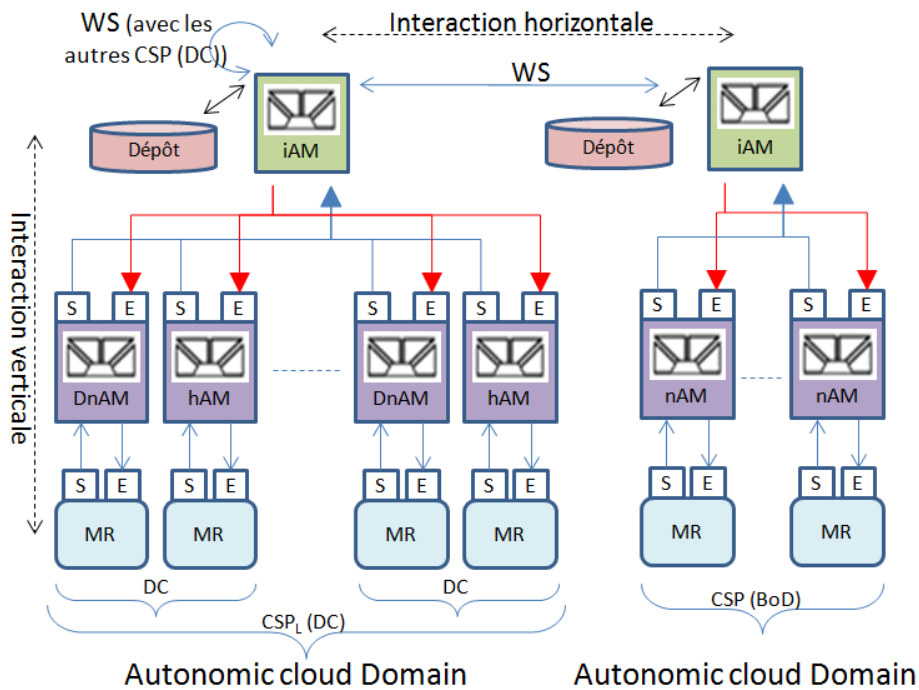 WS (avec les
autres CSP (DC))
Interaction horizontale
WS
Dépôt
iAM
Dépôt
iAM
Interaction verticale
S E S E S E S E S E S E
DnAM hAM DnAM hAM nAM nAM
S E S E S E S E S E S E
MR MR MR MR MR MR
DC DC
CSP (BoD)
CSPL (DC)
Autonomic cloud Domain
Autonomic cloud Domain